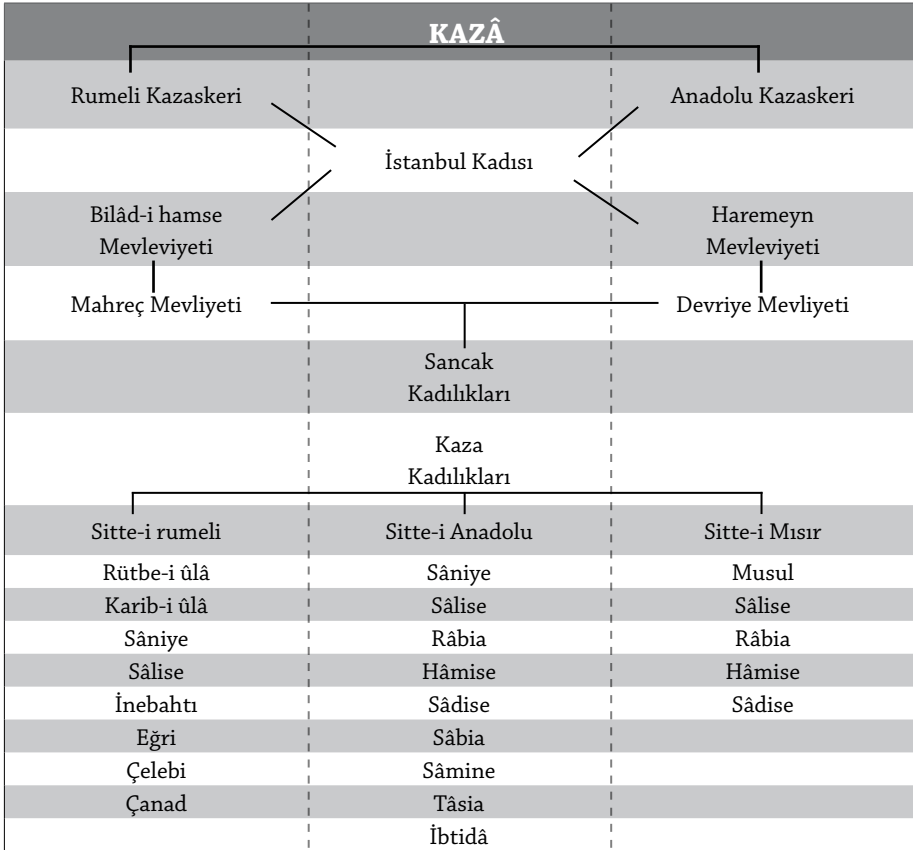 KAZÂ
Rumeli Kazaskeri
Anadolu Kazaskeri
İstanbul Kadısı
Bilâd-i hamse
Mevleviyeti
Haremeyn
Mevleviyeti
Mahreç Mevliyeti
Devriye Mevliyeti
Sancak
Kadılıkları
Kaza
Kadılıkları
Sitte-i rumeli
Sitte-i Anadolu
Sitte-i Mısır
Rütbe-i ûlâ
Sâniye
Musul
Karib-i ûlâ
Sâlise
Sâlise
Sâniye
Râbia
Râbia
Sâlise
Hâmise
Hâmise
İnebahtı
Sâdise
Sâdise
Eğri
Sâbia
Çelebi
Sâmine
Çanad
Tâsia
İbtidâ